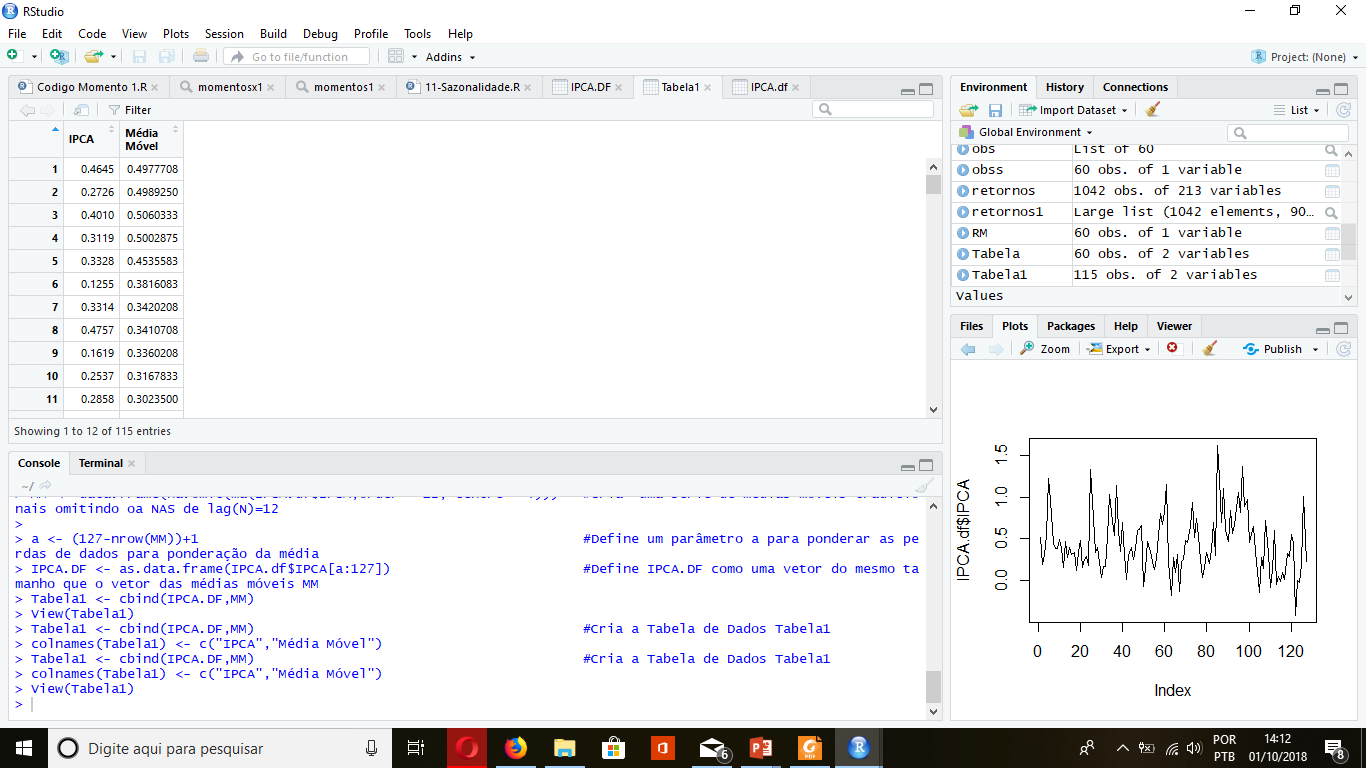 RStudio
File Edit Code View Plots Session Build Debug Profile Tools Help
Go to file/function Addins Project: (None)
Codigo Momento 1.R momentosx1 momentos1 11-Sazonalidade.R IPCA.DF Tabela1 IPCA.df
Filter
IPCA Média Móvel
1 0.4645 0.4977708
2 0.2726 0.4989250
3 0.4010 0.5060333
4 0.3119 0.5002875
5 0.3328 0.4535583
6 0.1255 0.3816083
7 0.3314 0.3420208
8 0.4757 0.3410708
9 0.1619 0.3360208
10 0.2537 0.3167833
11 0.2858 0.3023500
Showing 1 to 12 of 115 entries
Console Terminal
~/
nais omitindo oa NAS de lag(N)=12
>
> a <- (127-nrow(MM))+1 #Define um parâmetro a para ponderar as pe
rdas de dados para ponderação da média
> IPCA.DF <- as.data.frame(IPCA.df$IPCA[a:127]) #Define IPCA.DF como uma vetor do mesmo ta
manho que o vetor das médias móveis MM
> Tabela1 <- cbind(IPCA.DF,MM)
> View(Tabela1)
> Tabela1 <- cbind(IPCA.DF,MM) #Cria a Tabela de Dados Tabela1
> colnames(Tabela1) <- c("IPCA","Média Móvel")
> Tabela1 <- cbind(IPCA.DF,MM) #Cria a Tabela de Dados Tabela1
> colnames(Tabela1) <- c("IPCA","Média Móvel")
> View(Tabela1)
>
Environment History Connections
Import Dataset List
Global Environment
obs List of 60
obss 60 obs. of 1 variable
retornos 1042 obs. of 213 variables
retornos1 Large list (1042 elements, 90…
RM 60 obs. of 1 variable
Tabela 60 obs. of 2 variables
Tabela1 115 obs. of 2 variables
Values
Files Plots Packages Help Viewer
Zoom Export Publish
IPCA.df$IPCA
1.5
1.0
0.5
0.0
0 20 40 60 80 100 120
Index
Digite aqui para pesquisar 6 POR 14:12
PTB 01/10/2018 8